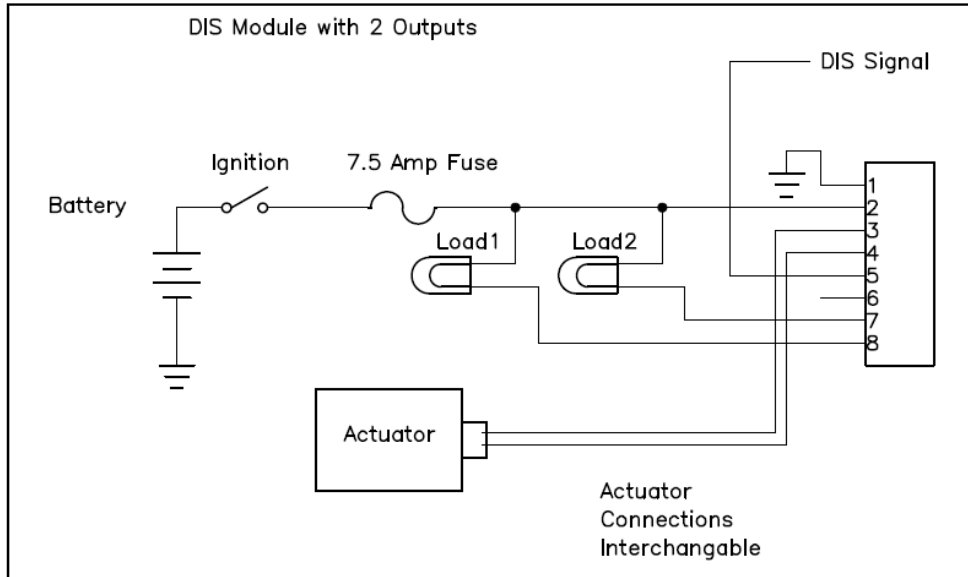 DIS Module with 2 Outputs
DIS Signal
Ignition
7.5 Amp Fuse
Battery
Load1
Load2
1
2
3
4
5
6
7
8
Actuator
Actuator
Connections
Interchangable